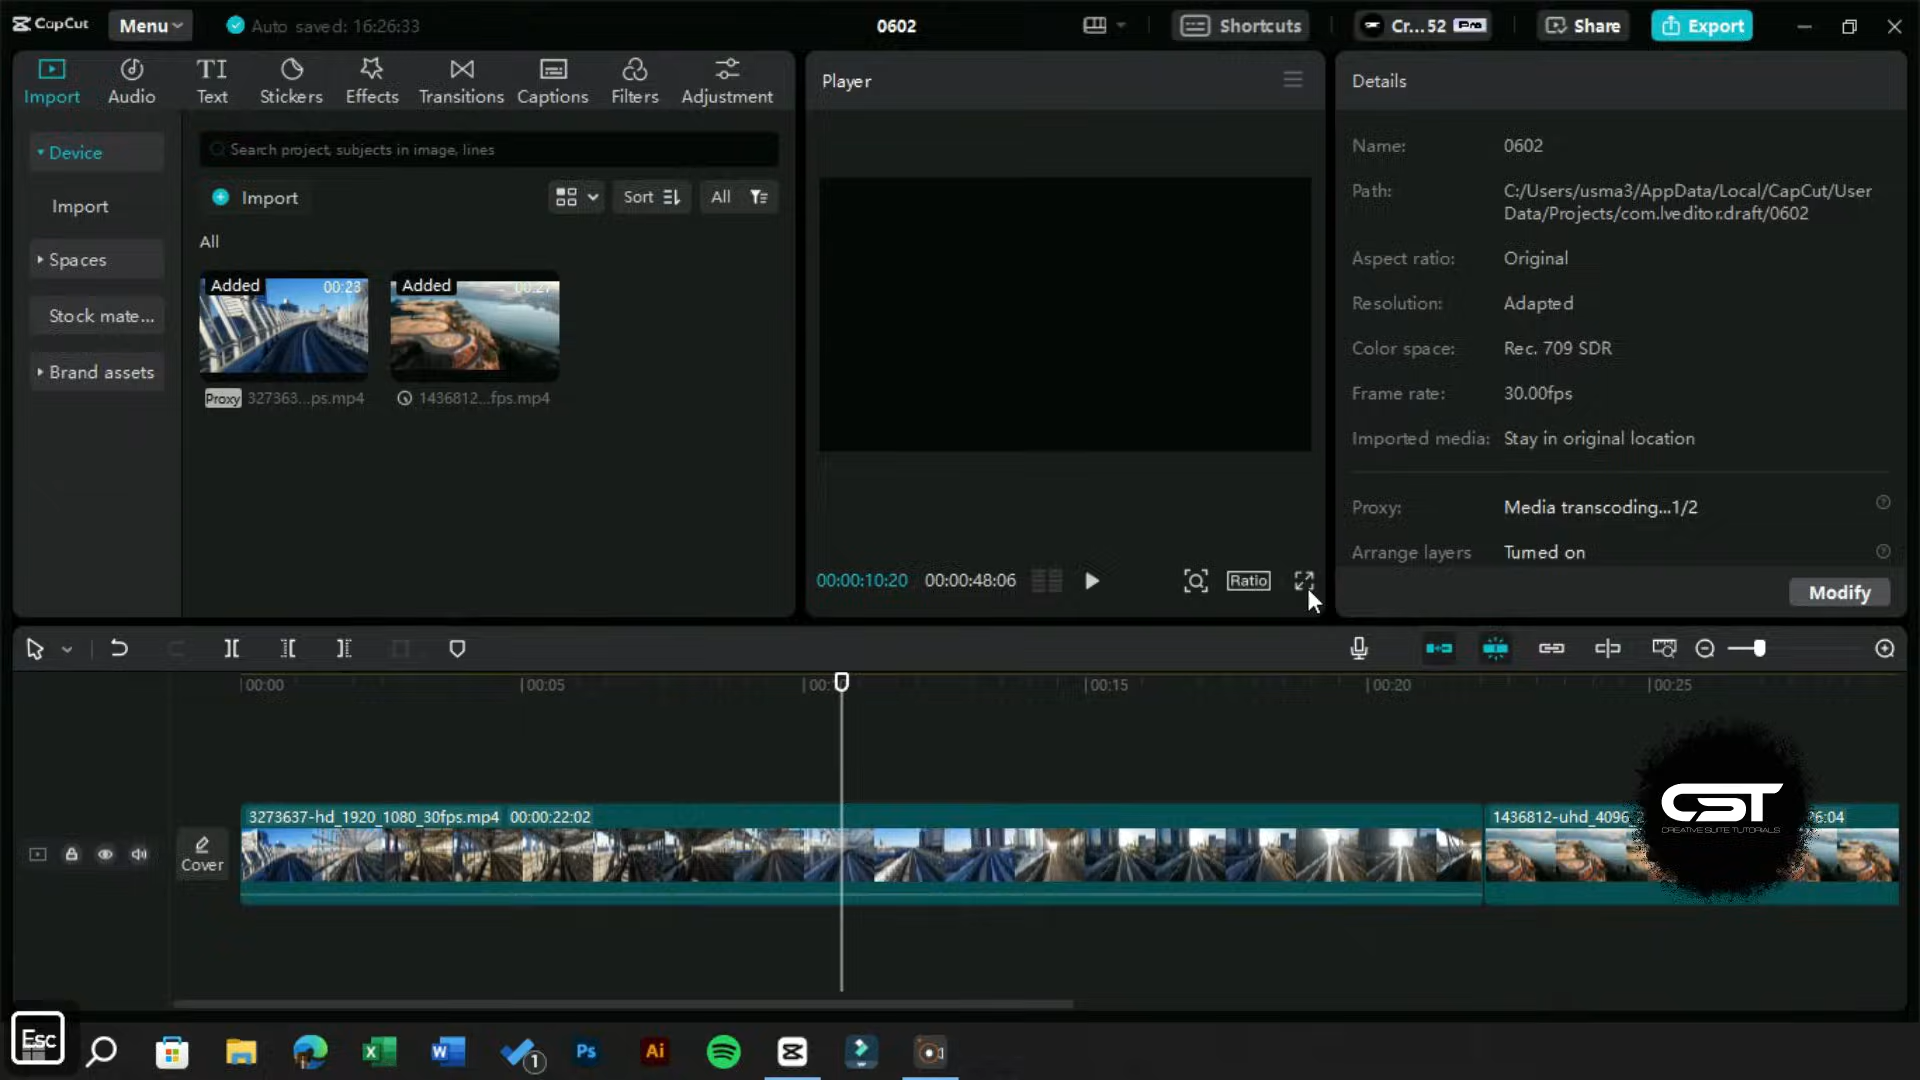 CapCut
Menu
Auto saved: 16:26:33
0602
Shortcuts
Cr...52 Pro
Share
Export
Import
Audio
TI
Text
Stickers
Effects
Transitions
Captions
Filters
Adjustment
Device
Import
Spaces
Stock mate...
Brand assets
Search project, subjects in image, lines
Import
Sort
All
All
Added
00:23
Added
00:27
Proxy 327363...ps.mp4
1436812...fps.mp4
Player
00:00:10:20 00:00:48:06
Ratio
Details
Name: 0602
Path: C:/Users/usma3/AppData/Local/CapCut/User
Data/Projects/com.lveditor.draft/0602
Aspect ratio: Original
Resolution: Adapted
Color space: Rec. 709 SDR
Frame rate: 30.00fps
Imported media: Stay in original location
Proxy: Media transcoding...1/2
Arrange layers Turned on
Modify
00:00 00:05 00:15 00:20 00:25
3273637-hd_1920_1080_30fps.mp4 00:00:22:02
1436812-uhd_4096_ 6:04
Cover
CST
CREATIVE SUITE TUTORIALS
Esc
1
Ps
Ai